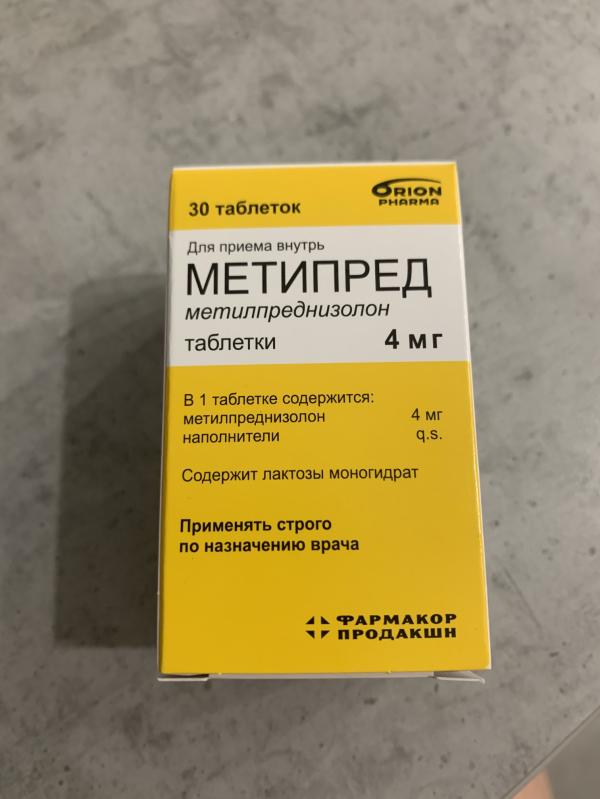 30 таблеток
ORION
PHARMA
Для приема внутрь
МЕТИПРЕД
метилпреднизолон
таблетки 4 мг
В 1 таблетке содержится:
метилпреднизолон 4 мг
наполнители q.s.
Содержит лактозы моногидрат
Применять строго
по назначению врача
ФАРМАКОР
ПРОДАКШН